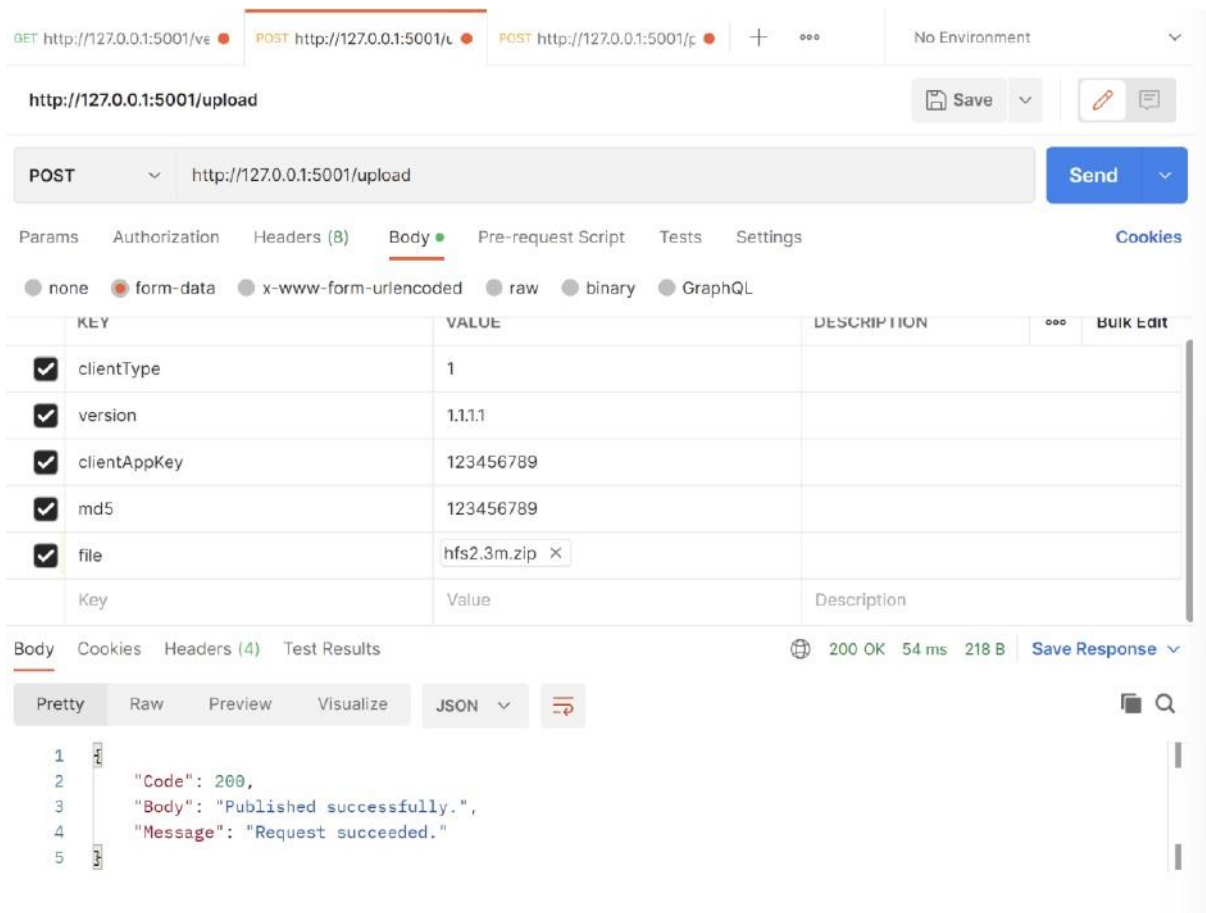 GET http://127.0.0.1:5001/ve POST http://127.0.0.1:5001/u POST http://127.0.0.1:5001/p No Environment
http://127.0.0.1:5001/upload Save
POST http://127.0.0.1:5001/upload Send
Params Authorization Headers (8) Body Pre-request Script Tests Settings Cookies
none form-data x-www-form-urlencoded raw binary GraphQL
KEY VALUE DESCRIPTION Bulk Edit
clientType 1
version 1.1.1.1
clientAppKey 123456789
md5 123456789
file hfs2.3m.zip
Key Value Description
Body Cookies Headers (4) Test Results 200 OK 54 ms 218 B Save Response
Pretty Raw Preview Visualize JSON
1 {
2 "Code": 200,
3 "Body": "Published successfully.",
4 "Message": "Request succeeded."
5 }